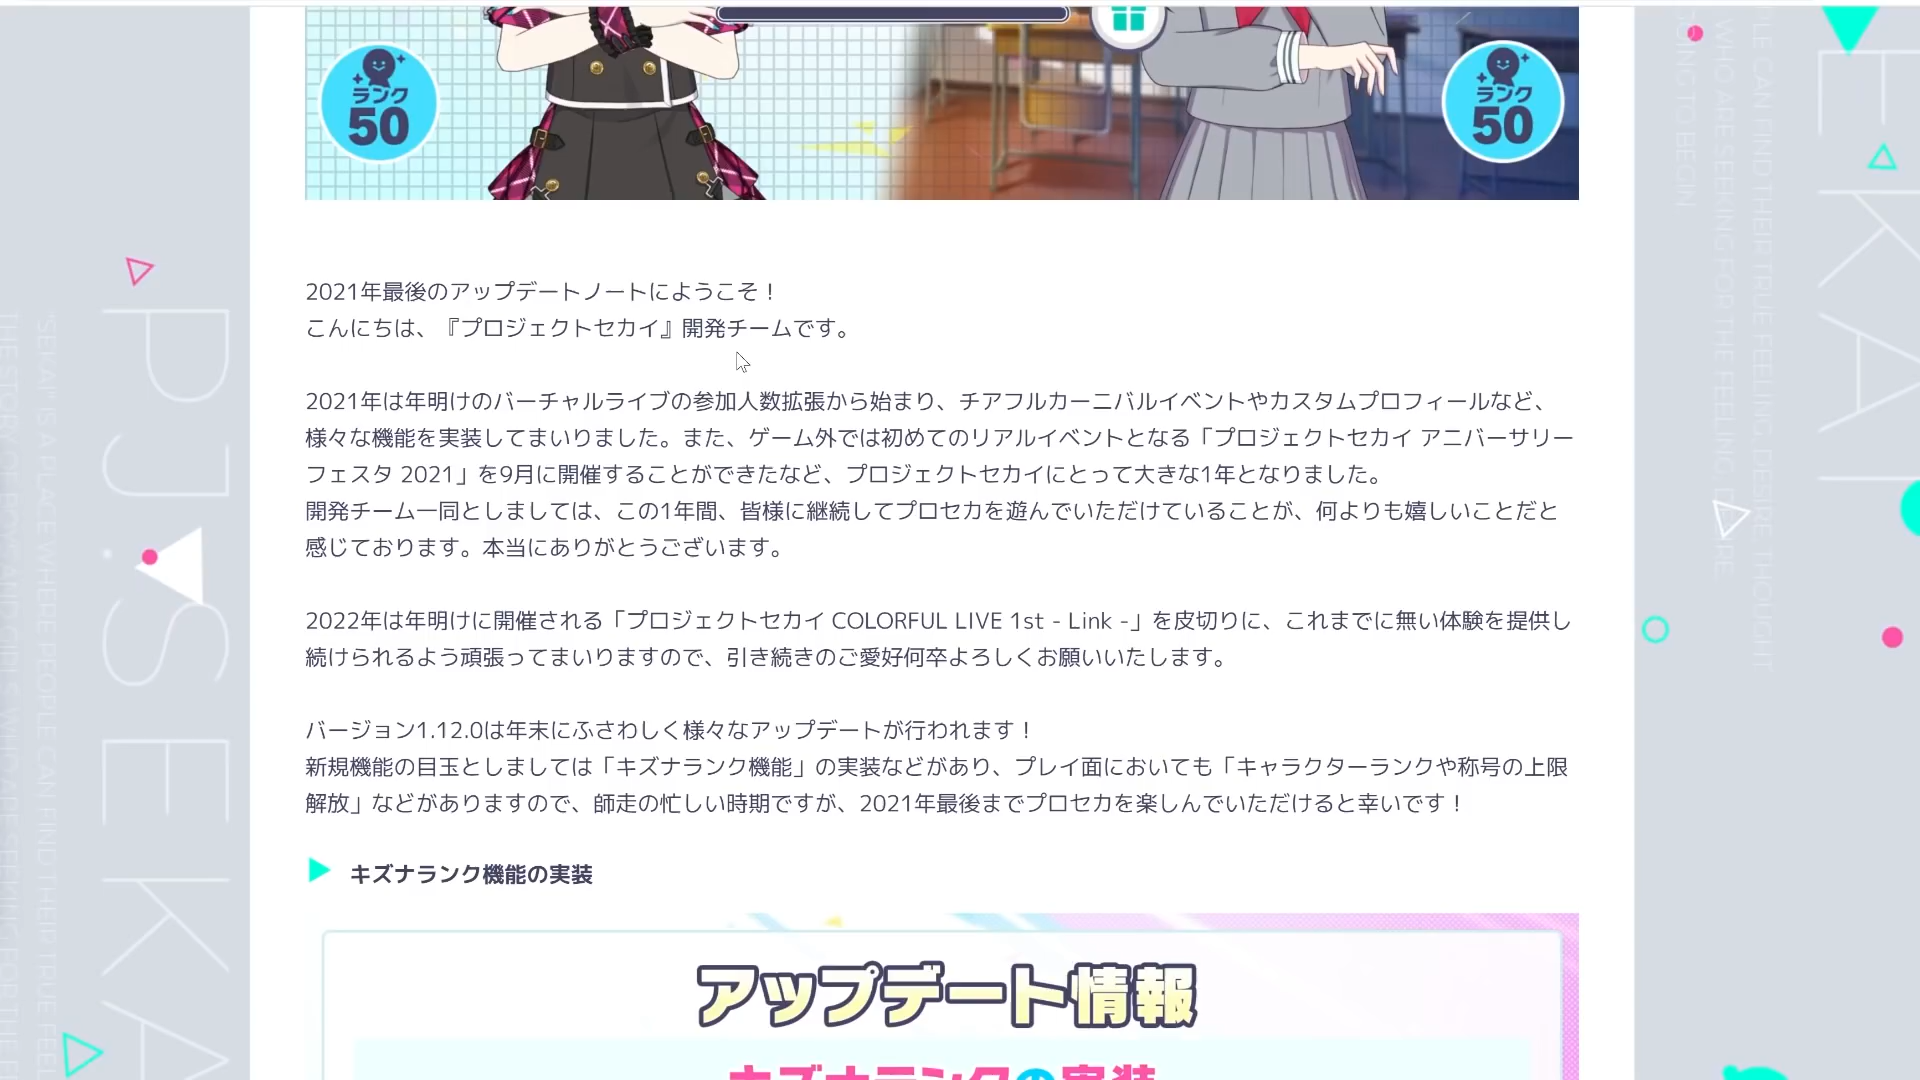 ランク
50
ランク
50
2021年最後のアップデートノートにようこそ！
こんにちは、『プロジェクトセカイ』開発チームです。
2021年は年明けのバーチャルライブの参加人数拡張から始まり、チアフルカーニバルイベントやカスタムプロフィールなど、
様々な機能を実装してまいりました。また、ゲーム外では初めてのリアルイベントとなる「プロジェクトセカイ アニバーサリー
フェスタ 2021」を9月に開催することができたなど、プロジェクトセカイにとって大きな1年となりました。
開発チーム一同としましては、この1年間、皆様に継続してプロセカを遊んでいただけていることが、何よりも嬉しいことだと
感じております。本当にありがとうございます。
2022年は年明けに開催される「プロジェクトセカイ COLORFUL LIVE 1st - Link -」を皮切りに、これまでに無い体験を提供し
続けられるよう頑張ってまいりますので、引き続きのご愛好何卒よろしくお願いいたします。
バージョン1.12.0は年末にふさわしく様々なアップデートが行われます！
新規機能の目玉としましては「キズナランク機能」の実装などがあり、プレイ面においても「キャラクターランクや称号の上限
解放」などがありますので、師走の忙しい時期ですが、2021年最後までプロセカを楽しんでいただけると幸いです！
キズナランク機能の実装
アップデート情報
キズナランクの実装